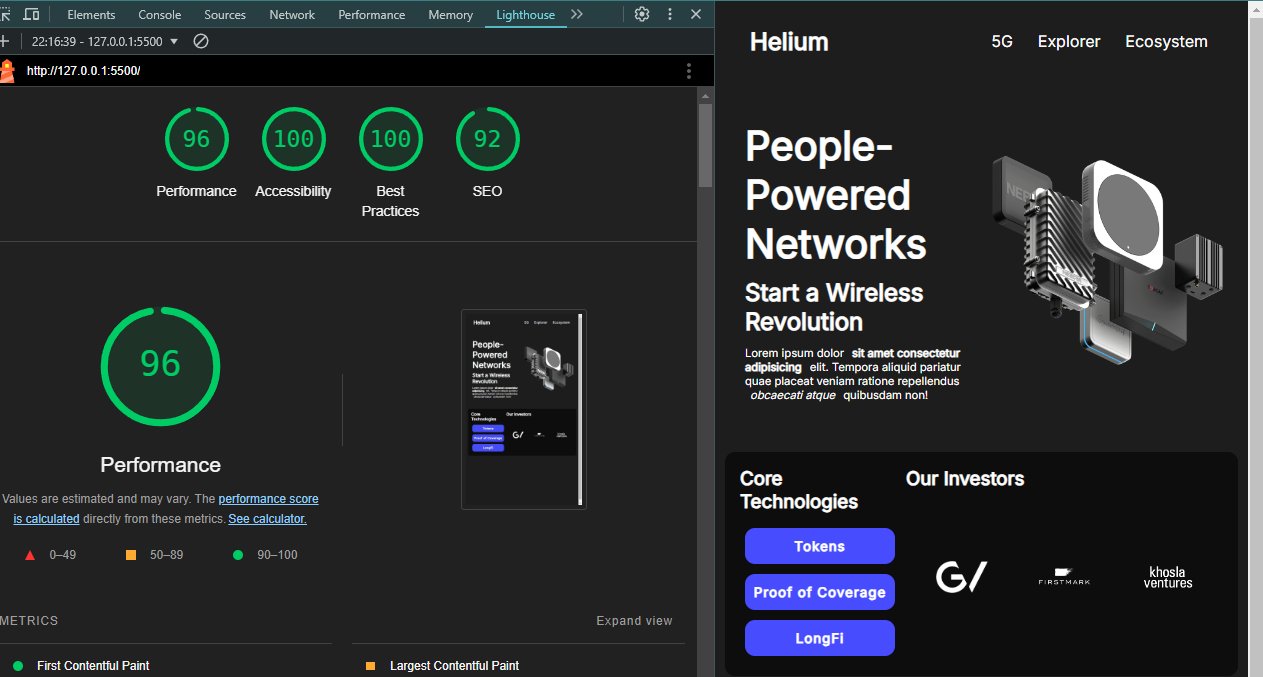 Elements Console Sources Network Performance Memory Lighthouse
22:16:39 - 127.0.0.1:5500
http://127.0.0.1:5500/
96 100 100 92
Performance Accessibility Best Practices SEO
96
Performance
Values are estimated and may vary. The performance score
is calculated directly from these metrics. See calculator.
0–49 50–89 90–100
METRICS Expand view
First Contentful Paint Largest Contentful Paint
Helium
5G Explorer Ecosystem
People-
Powered
Networks
Start a Wireless
Revolution
Lorem ipsum dolor sit amet consectetur
adipisicing elit. Tempora aliquid pariatur
quae placeat veniam ratione repellendus
obcaecati atque quibusdam non!
Core
Technologies
Tokens
Proof of Coverage
LongFi
Our Investors
G/
FIRSTMARK
khosla
ventures